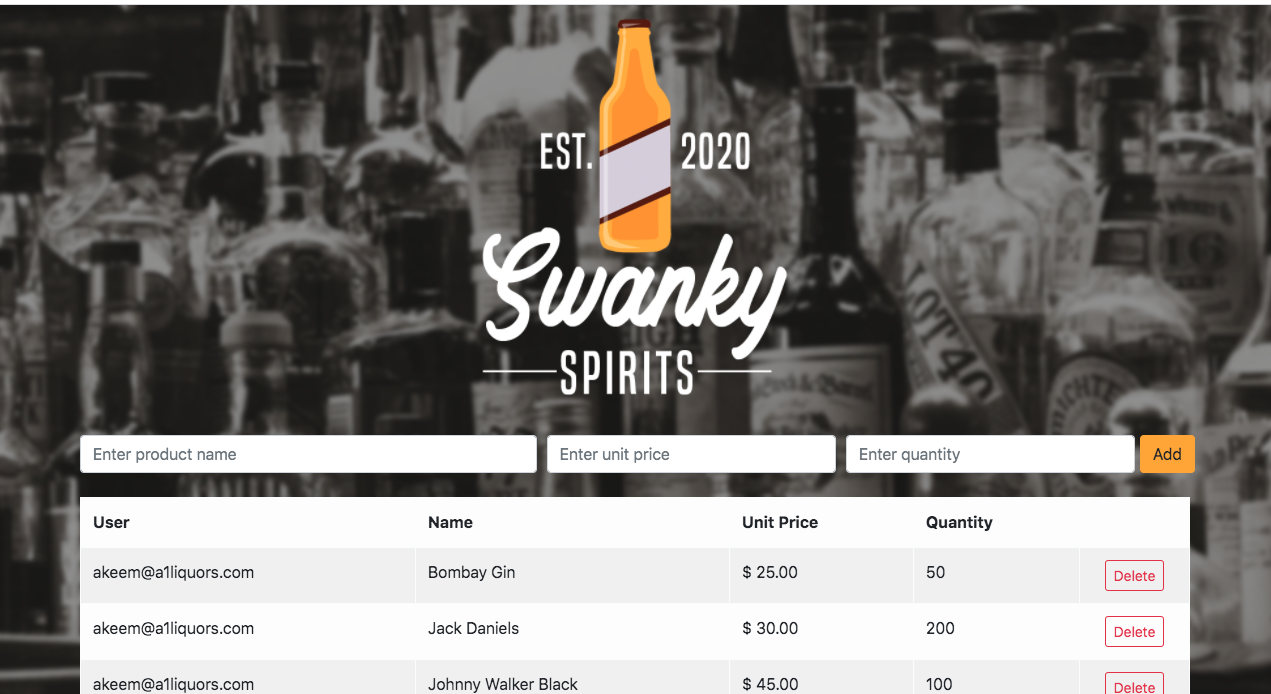 EST. 2020
Swanky
SPIRITS
Enter product name Enter unit price Enter quantity Add
User Name Unit Price Quantity
akeem@a1liquors.com Bombay Gin $ 25.00 50 Delete
akeem@a1liquors.com Jack Daniels $ 30.00 200 Delete
akeem@a1liquors.com Johnny Walker Black $ 45.00 100 Delete